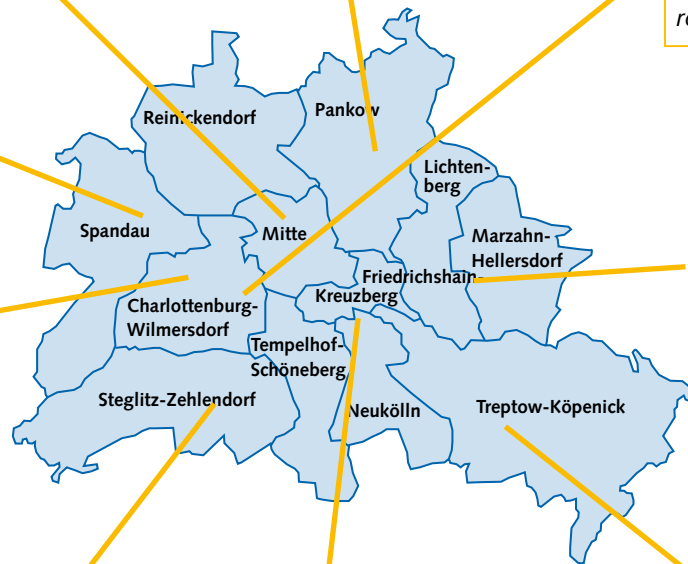 re
Reinickendorf
Pankow
Lichten-
berg
Spandau
Mitte
Marzahn-
Hellersdorf
Friedrichshain-
Kreuzberg
Charlottenburg-
Wilmersdorf
Tempelhof-
Schöneberg
Steglitz-Zehlendorf
Neukölln
Treptow-Köpenick